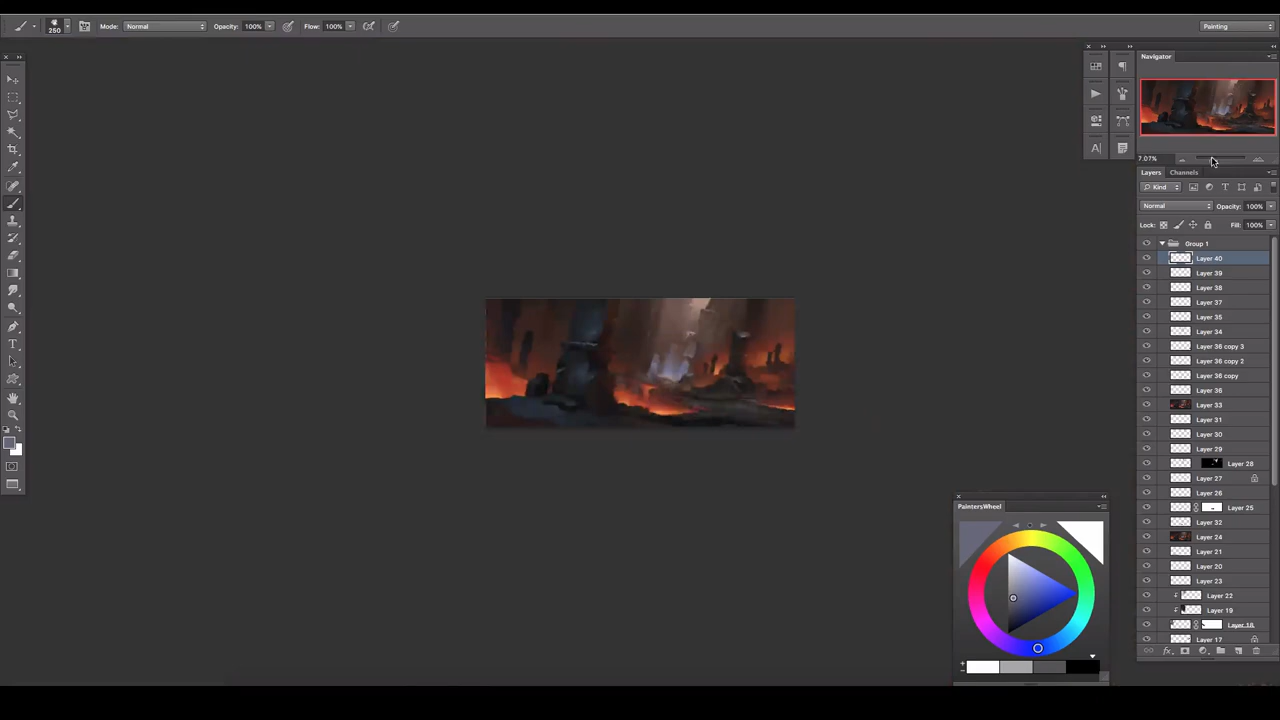 250 Mode: Normal Opacity: 100% Flow: 100% Painting
Navigator
7.07%
Layers Channels
Kind
Normal Opacity: 100%
Lock: Fill: 100%
Group 1
Layer 40
Layer 39
Layer 38
Layer 37
Layer 35
Layer 34
Layer 36 copy 3
Layer 36 copy 2
Layer 36 copy
Layer 36
Layer 33
Layer 31
Layer 30
Layer 29
Layer 28
Layer 27
Layer 26
Layer 25
Layer 32
Layer 24
Layer 21
Layer 20
Layer 23
Layer 22
Layer 19
Layer 18
Layer 17
fx
PaintersWheel